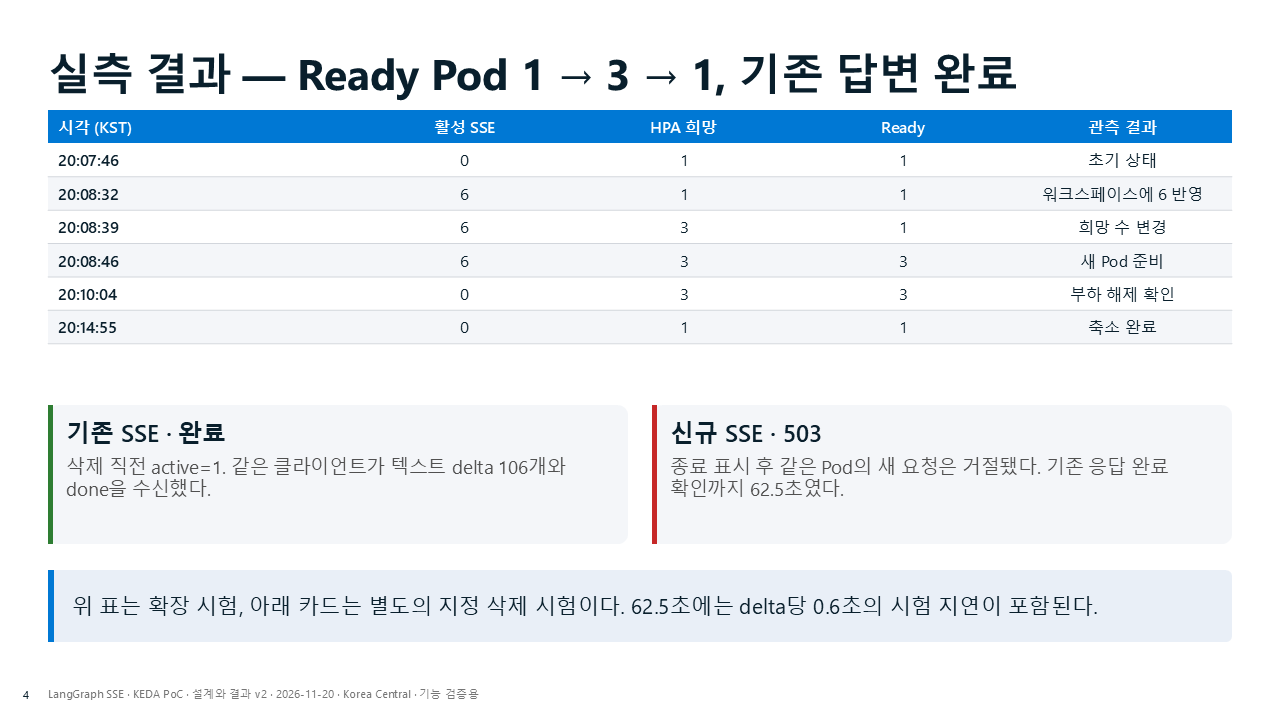 실측 결과 — Ready Pod 1 → 3 → 1, 기존 답변 완료
시각 (KST) 활성 SSE HPA 희망 Ready 관측 결과
20:07:46 0 1 1 초기 상태
20:08:32 6 1 1 워크스페이스에 6 반영
20:08:39 6 3 1 희망 수 변경
20:08:46 6 3 3 새 Pod 준비
20:10:04 0 3 3 부하 해제 확인
20:14:55 0 1 1 축소 완료
기존 SSE · 완료
삭제 직전 active=1. 같은 클라이언트가 텍스트 delta 106개와
done을 수신했다.
신규 SSE · 503
종료 표시 후 같은 Pod의 새 요청은 거절됐다. 기존 응답 완료
확인까지 62.5초였다.
위 표는 확장 시험, 아래 카드는 별도의 지정 삭제 시험이다. 62.5초에는 delta당 0.6초의 시험 지연이 포함된다.
4 LangGraph SSE · KEDA PoC · 설계와 결과 v2 · 2026-11-20 · Korea Central · 기능 검증용